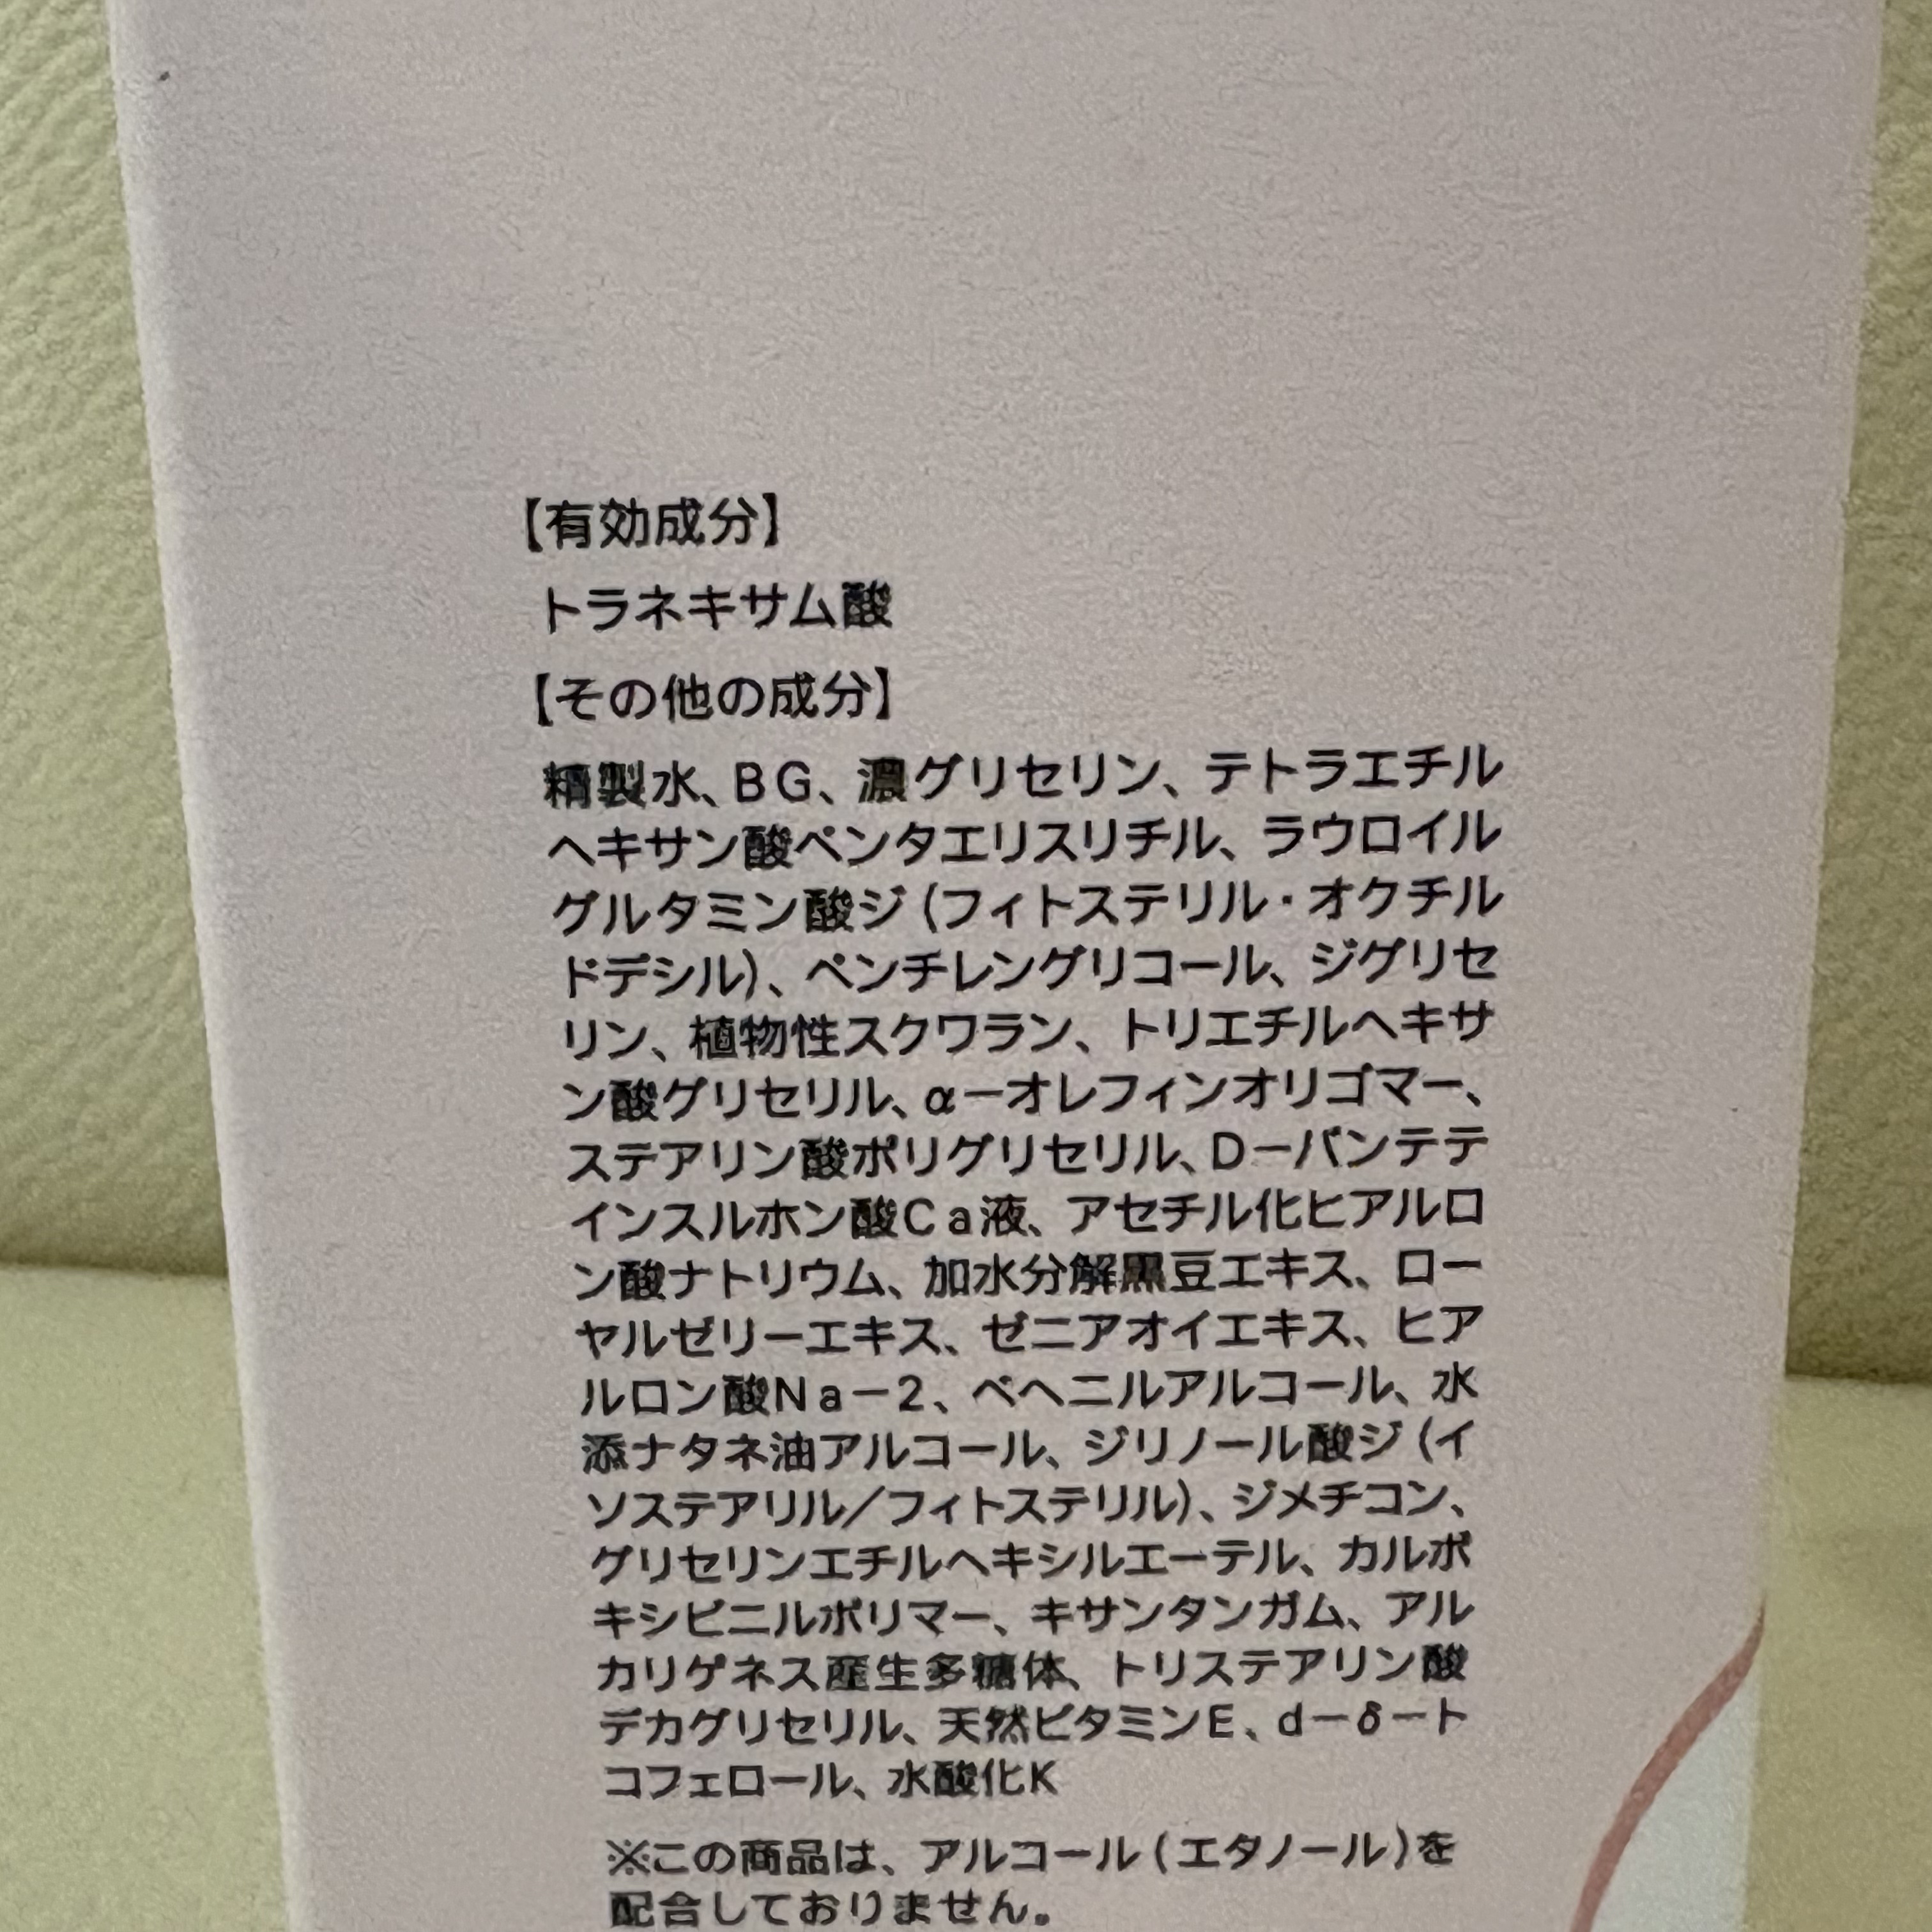 【有効成分】
トラネキサム酸
【その他の成分】
精製水、BG、濃グリセリン、テトラエチル
ヘキサン酸ペンタエリスリチル、ラウロイル
グルタミン酸ジ(フィトステリル・オクチル
ドデシル)、ペンチレングリコール、ジグリセ
リン、植物性スクワラン、トリエチルヘキサ
ン酸グリセリル、α－オレフィンオリゴマー、
ステアリン酸ポリグリセリル、D－パンテテ
インスルホン酸Ca液、アセチル化ヒアルロ
ン酸ナトリウム、加水分解黒豆エキス、ロー
ヤルゼリーエキス、ゼニアオイエキス、ヒア
ルロン酸Na－2、ベヘニルアルコール、水
添ナタネ油アルコール、ジリノール酸ジ(イ
ソステアリル/フィトステリル)、ジメチコン、
グリセリンエチルヘキシルエーテル、カルボ
キシビニルポリマー、キサンタンガム、アル
カリゲネス産生多糖体、トリステアリン酸
デカグリセリル、天然ビタミンE、d－δ－ト
コフェロール、水酸化K
※この商品は、アルコール(エタノール)を
配合しておりません。